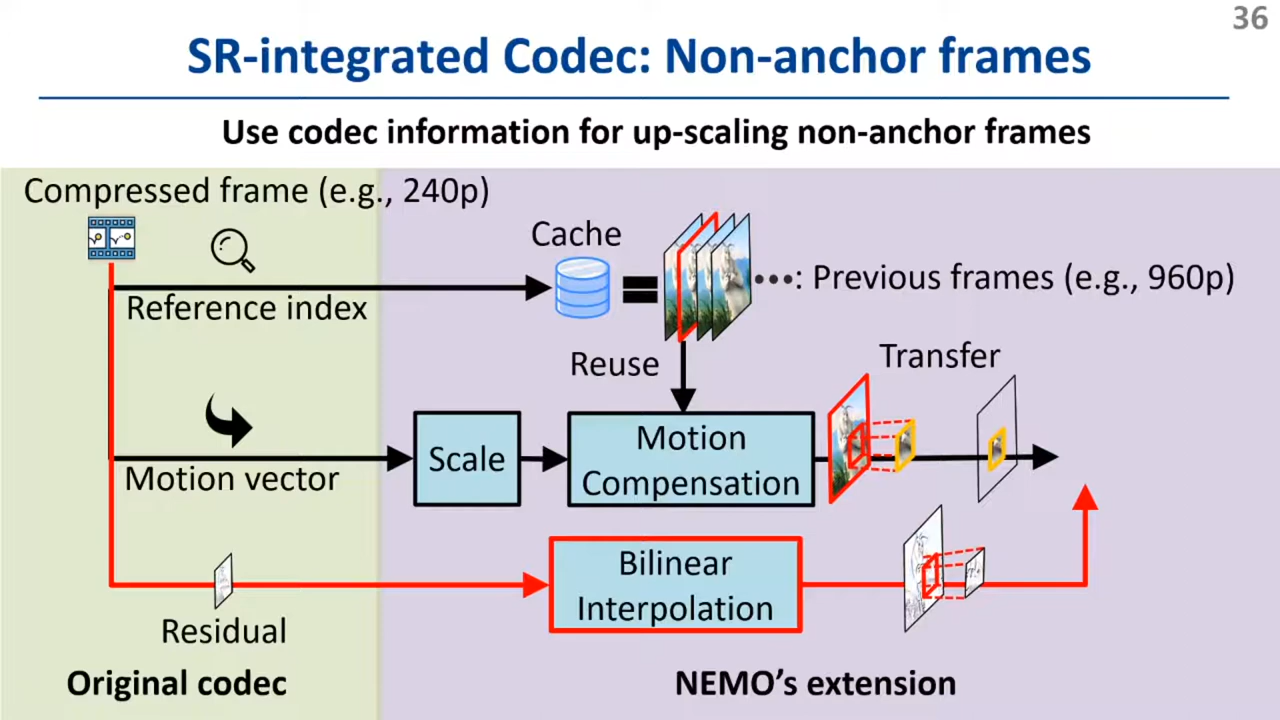 36
SR-integrated Codec: Non-anchor frames
Use codec information for up-scaling non-anchor frames
Compressed frame (e.g., 240p)
Cache
Reference index
•••: Previous frames (e.g., 960p)
Reuse
Transfer
Motion vector
Scale
Motion
Compensation
Bilinear
Interpolation
Residual
Original codec
NEMO’s extension